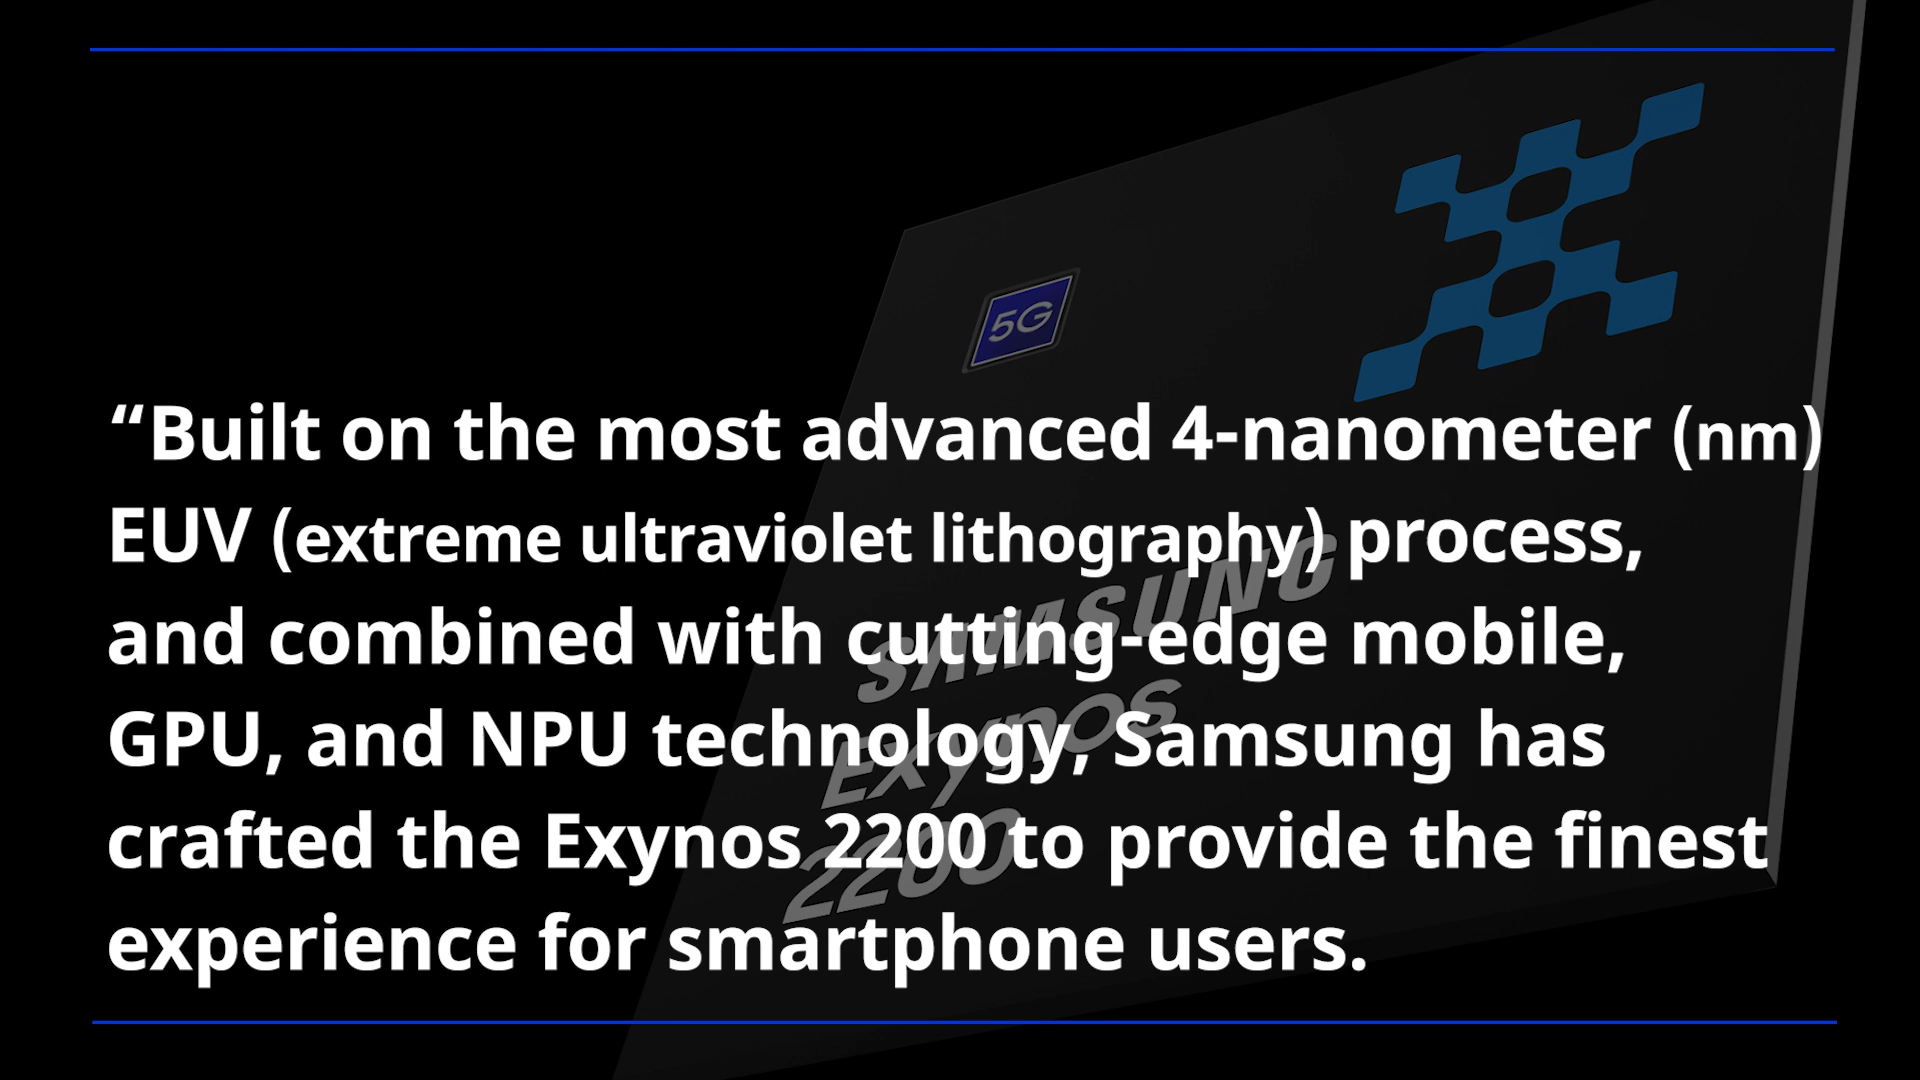 5G
“Built on the most advanced 4-nanometer (nm)
EUV (extreme ultraviolet lithography) process,
and combined with cutting-edge mobile,
GPU, and NPU technology, Samsung has
crafted the Exynos 2200 to provide the finest
experience for smartphone users.
SAMSUNG
Exynos
2200